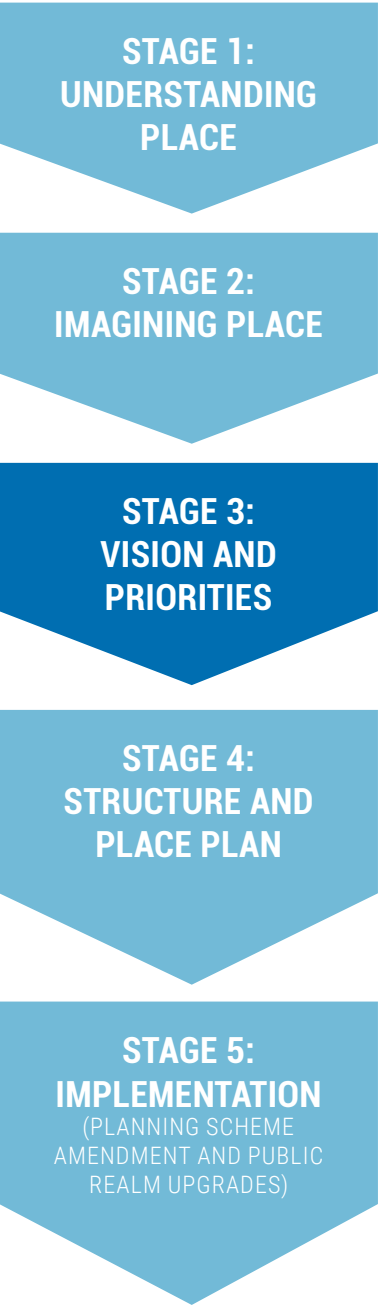 STAGE 1:
UNDERSTANDING
PLACE
STAGE 2:
IMAGINING PLACE
STAGE 3:
VISION AND
PRIORITIES
STAGE 4:
STRUCTURE AND
PLACE PLAN
STAGE 5:
IMPLEMENTATION
(PLANNING SCHEME
AMENDMENT AND PUBLIC
REALM UPGRADES)